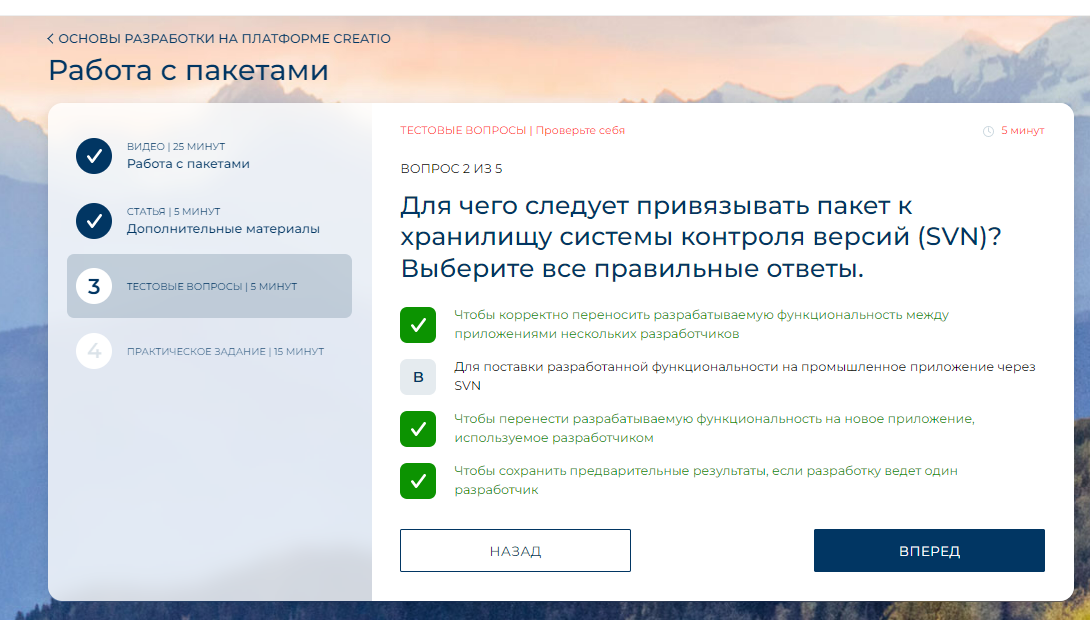 ОСНОВЫ РАЗРАБОТКИ НА ПЛАТФОРМЕ CREATIO
Работа с пакетами
ВИДЕО | 25 МИНУТ
Работа с пакетами
СТАТЬЯ | 5 МИНУТ
Дополнительные материалы
3
ТЕСТОВЫЕ ВОПРОСЫ | 5 МИНУТ
4
ПРАКТИЧЕСКОЕ ЗАДАНИЕ | 15 МИНУТ
ТЕСТОВЫЕ ВОПРОСЫ | Проверьте себя
5 минут
ВОПРОС 2 ИЗ 5
Для чего следует привязывать пакет к
хранилищу системы контроля версий (SVN)?
Выберите все правильные ответы.
Чтобы корректно переносить разрабатываемую функциональность между
приложениями нескольких разработчиков
B
Для поставки разработанной функциональности на промышленное приложение через
SVN
Чтобы перенести разрабатываемую функциональность на новое приложение,
используемое разработчиком
Чтобы сохранить предварительные результаты, если разработку ведет один
разработчик
НАЗАД
ВПЕРЕД